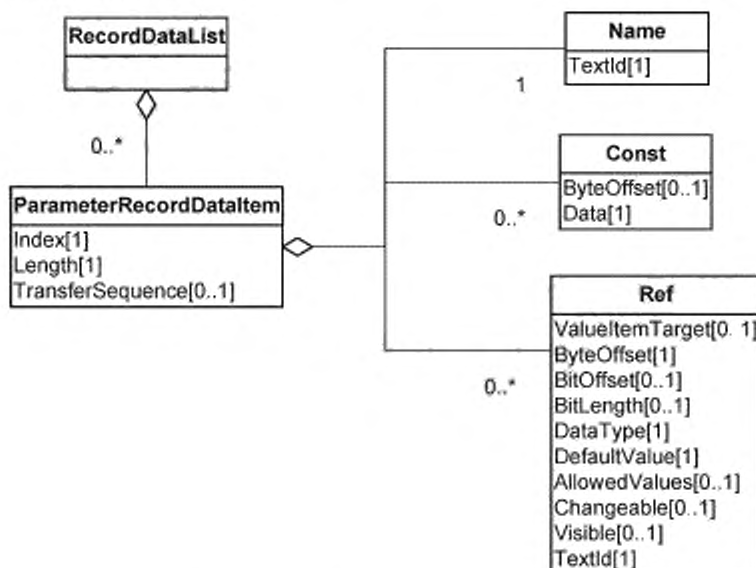 RecordDataList
0..*
ParameterRecordDataItem
Index[1]
Length[1]
TransferSequence[0..1]
Name
TextId[1]
1
Const
ByteOffset[0..1]
Data[1]
0..*
Ref
ValueItemTarget[0. 1]
ByteOffset[1]
BitOffset[0..1]
BitLength[0..1]
DataType[1]
DefaultValue[1]
AllowedValues[0..1]
Changeable[0..1]
Visible[0..1]
TextId[1]
0..*